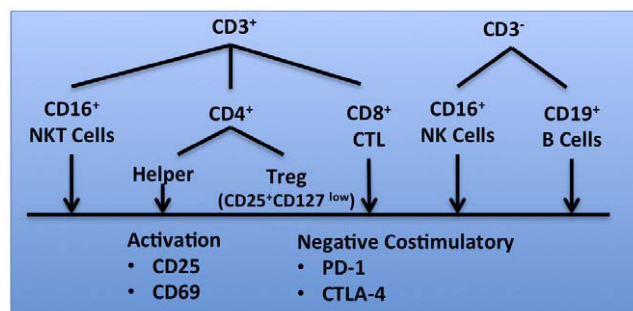 CD3⁺ CD3⁻
CD16⁺ CD4⁺ CD8⁺ CD16⁺ CD19⁺
NKT Cells CTL NK Cells B Cells
Helper Treg
(CD25⁺CD127 ˡᵒʷ)
Activation Negative Costimulatory
• CD25 • PD-1
• CD69 • CTLA-4